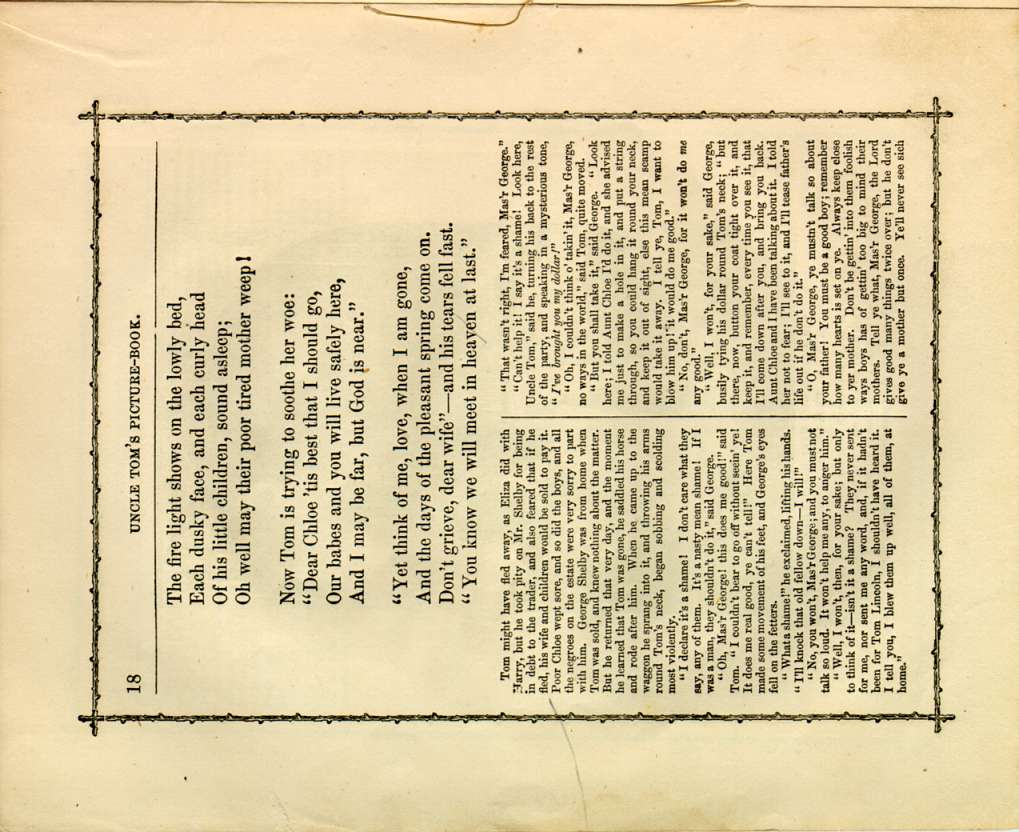 18
UNCLE TOM'S PICTURE-BOOK.
The fire light shows on the lowly bed,
Each dusky face, and each curly head
Of his little children, sound asleep;
Oh well may their poor tired mother weep!
Now Tom is trying to soothe her woe:
"Dear Chloe 'tis best that I should go,
Our babes and you will live safely here,
And I may be far, but God is near."
"Yet think of me, love, when I am gone,
And the days of the pleasant spring come on.
Don't grieve, dear wife"—and his tears fell fast.
"You know we will meet in heaven at last."
Tom might have fled away, as Eliza did with
Harry, but he took pity on Mr. Shelby for being
in debt to the trader, and also feared that if he
fled, his wife and children would be sold to pay it.
Poor Chloe wept sore, and so did the boys, and all
the negroes on the estate were very sorry to part
with him. George Shelby was from home when
Tom was sold, and knew nothing about the matter.
But he returned that very day, and the moment
he learned that Tom was gone, he saddled his horse
and rode after him. When he came up to the
waggon he sprang into it, and throwing his arms
round Tom's neck, began sobbing and scolding
most violently.
"I declare it's a shame! I don't care what they
say, any of them. It's a nasty mean shame! If I
was a man, they shouldn't do it," said George.
"Oh, Mas'r George! this does me good!" said
Tom. "I couldn't bear to go off without seein' ye!
It does me real good, ye can't tell!" Here Tom
made some movement of his feet, and George's eyes
fell on the fetters.
"What a shame!" he exclaimed, lifting his hands.
"I'll knock that old fellow down—I will!"
"No, you won't, Mas'r George; and you must not
talk so loud. It won't help me any, to anger him."
"Well, I won't, then, for your sake; but only
to think of it—isn't it a shame? They never sent
for me, nor sent me any word, and, if it hadn't
been for Tom Lincoln, I shouldn't have heard it.
I tell you, I blew them up well, all of them, at
home."
"That wasn't right, I'm feared, Mas'r George."
"Can't help it! I say it's a shame! Look here,
Uncle Tom," said he, turning his back to the rest
of the party, and speaking in a mysterious tone,
"I've brought you my dollar!"
"Oh, I couldn't think o' takin' it, Mas'r George,
no ways in the world," said Tom, quite moved.
"But you shall take it," said George. "Look
here; I told Aunt Chloe I'd do it, and she advised
me just to make a hole in it, and put a string
through, so you could hang it round your neck,
and keep it out of sight, else this mean scamp
would take it away. I tell ye, Tom, I want to
blow him up! it would do me good."
"No, don't, Mas'r George, for it won't do me
any good."
"Well, I won't, for your sake," said George,
busily tying his dollar round Tom's neck; "but
there, now, button your coat tight over it, and
keep it, and remember, every time you see it, that
I'll come down after you, and bring you back.
Aunt Chloe and I have been talking about it. I told
her not to fear; I'll see to it, and I'll tease father's
life out if he don't do it."
"O, Mas'r George, ye mustn't talk so about
your father! You must be a good boy; remember
how many hearts is set on ye. Always keep close
to yer mother. Don't be gettin' into them foolish
ways boys has of gettin' too big to mind their
mothers. Tell ye what, Mas'r George, the Lord
gives good many things twice over; but he don't
give ye a mother but once. Ye'll never see sich